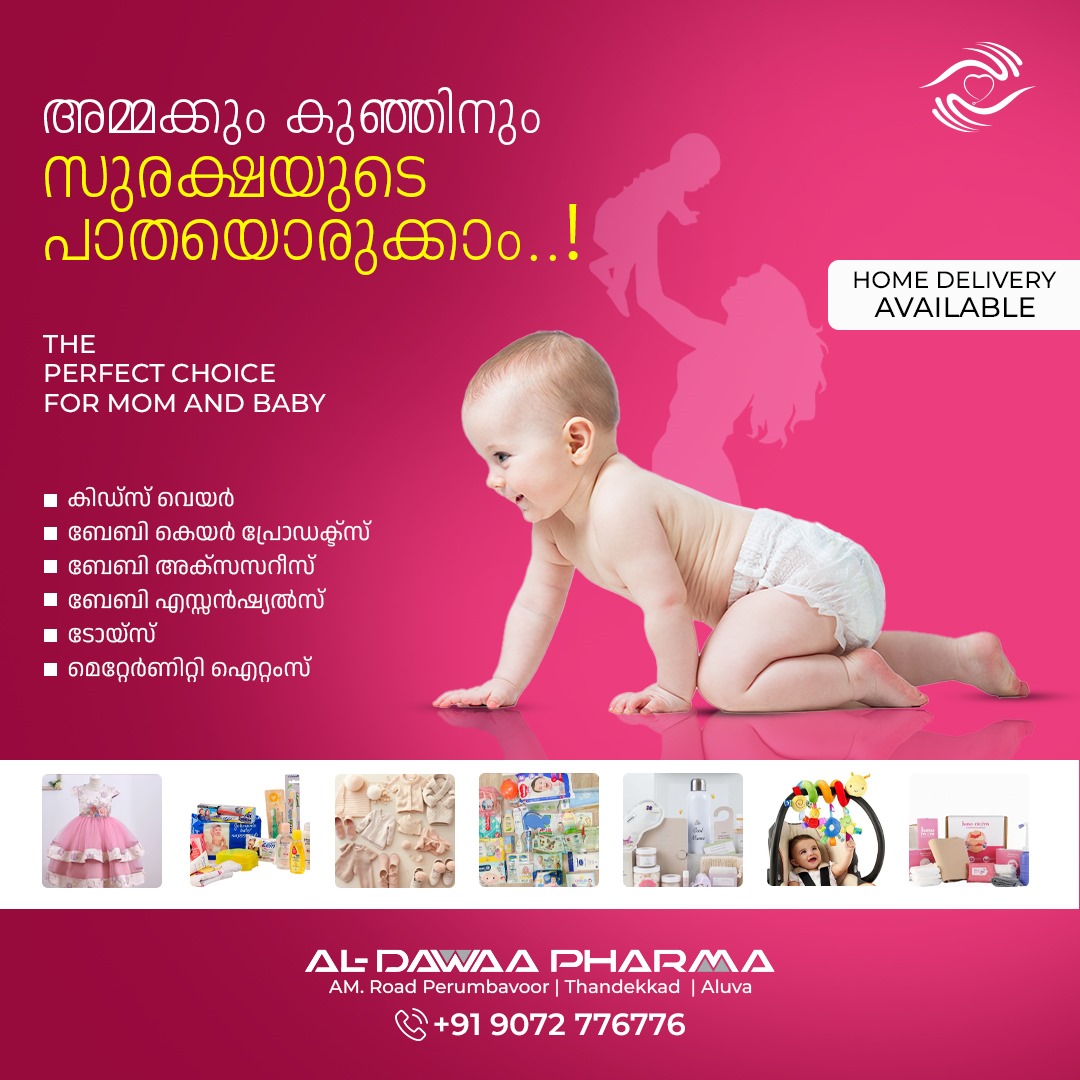 അമ്മക്കും കുഞ്ഞിനും
സുരക്ഷയുടെ
പാതയൊരുക്കാം..!
HOME DELIVERY
AVAILABLE
THE
PERFECT CHOICE
FOR MOM AND BABY
കിഡ്സ് വെയർ
ബേബി കെയർ പ്രോഡക്ട്സ്
ബേബി അക്സസറീസ്
ബേബി എസ്സൻഷ്യൽസ്
ടോയ്സ്
മെറ്റേർണിറ്റി ഐറ്റംസ്
AL-DAWAA PHARMA
AM. Road Perumbavoor | Thandekkad | Aluva
+91 9072 776776